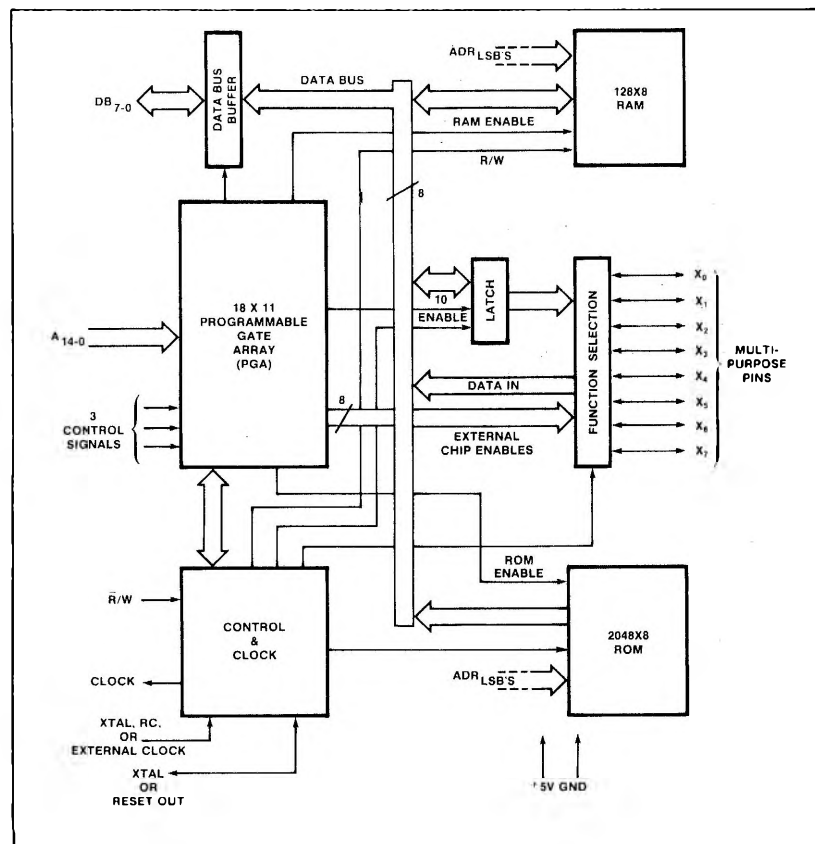 ADR LSB'S
128X8
RAM
DATA BUS
DB7-0
DATA BUS
BUFFER
RAM ENABLE
R/W
8
18 X 11
PROGRAMMABLE
GATE
ARRAY
(PGA)
A14-0
10
ENABLE
LATCH
FUNCTION SELECTION
X0
X1
X2
X3
X4
X5
X6
X7
MULTI-
PURPOSE
PINS
DATA IN
8
EXTERNAL
CHIP ENABLES
3
CONTROL
SIGNALS
ROM
ENABLE
R̅/W
CONTROL
&
CLOCK
2048X8
ROM
CLOCK
ADR LSB'S
XTAL, RC,
OR
EXTERNAL CLOCK
XTAL
OR
RESET OUT
+5V GND